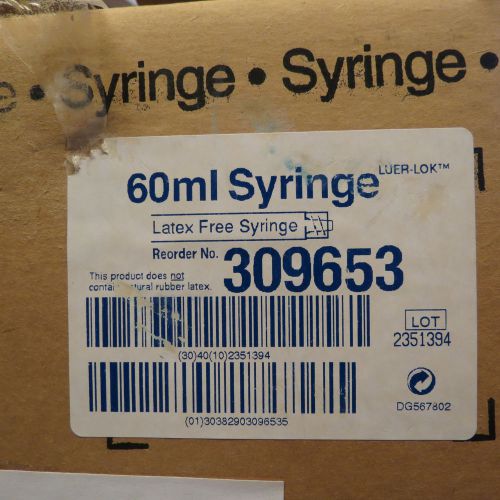 e • Syringe • Syringe •
60ml Syringe LUER-LOK™
Latex Free Syringe
Reorder No. 309653
This product does not
contain natural rubber latex.
LOT
2351394
(30)40(10)2351394
DG567802
(01)30382903096535